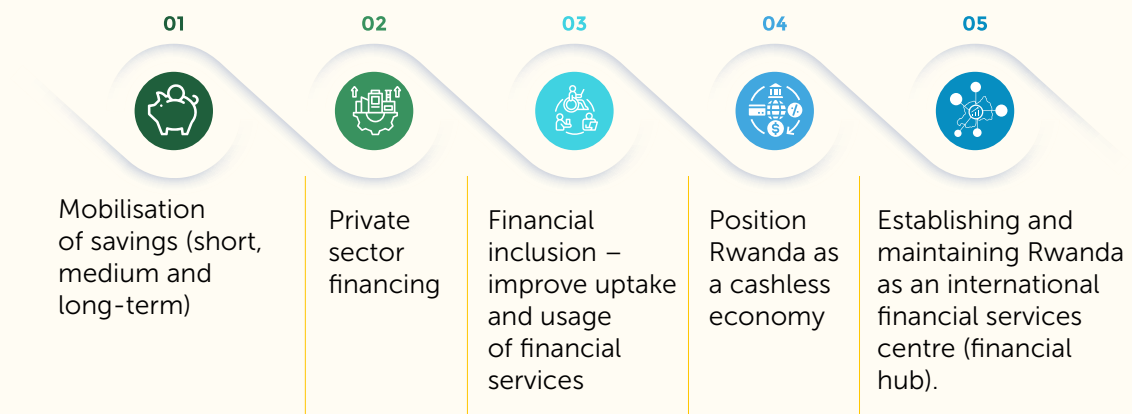 01
Mobilisation
of savings (short,
medium and
long-term)
02
Private
sector
financing
03
Financial
inclusion –
improve uptake
and usage
of financial
services
04
Position
Rwanda as
a cashless
economy
05
Establishing and
maintaining Rwanda
as an international
financial services
centre (financial
hub).